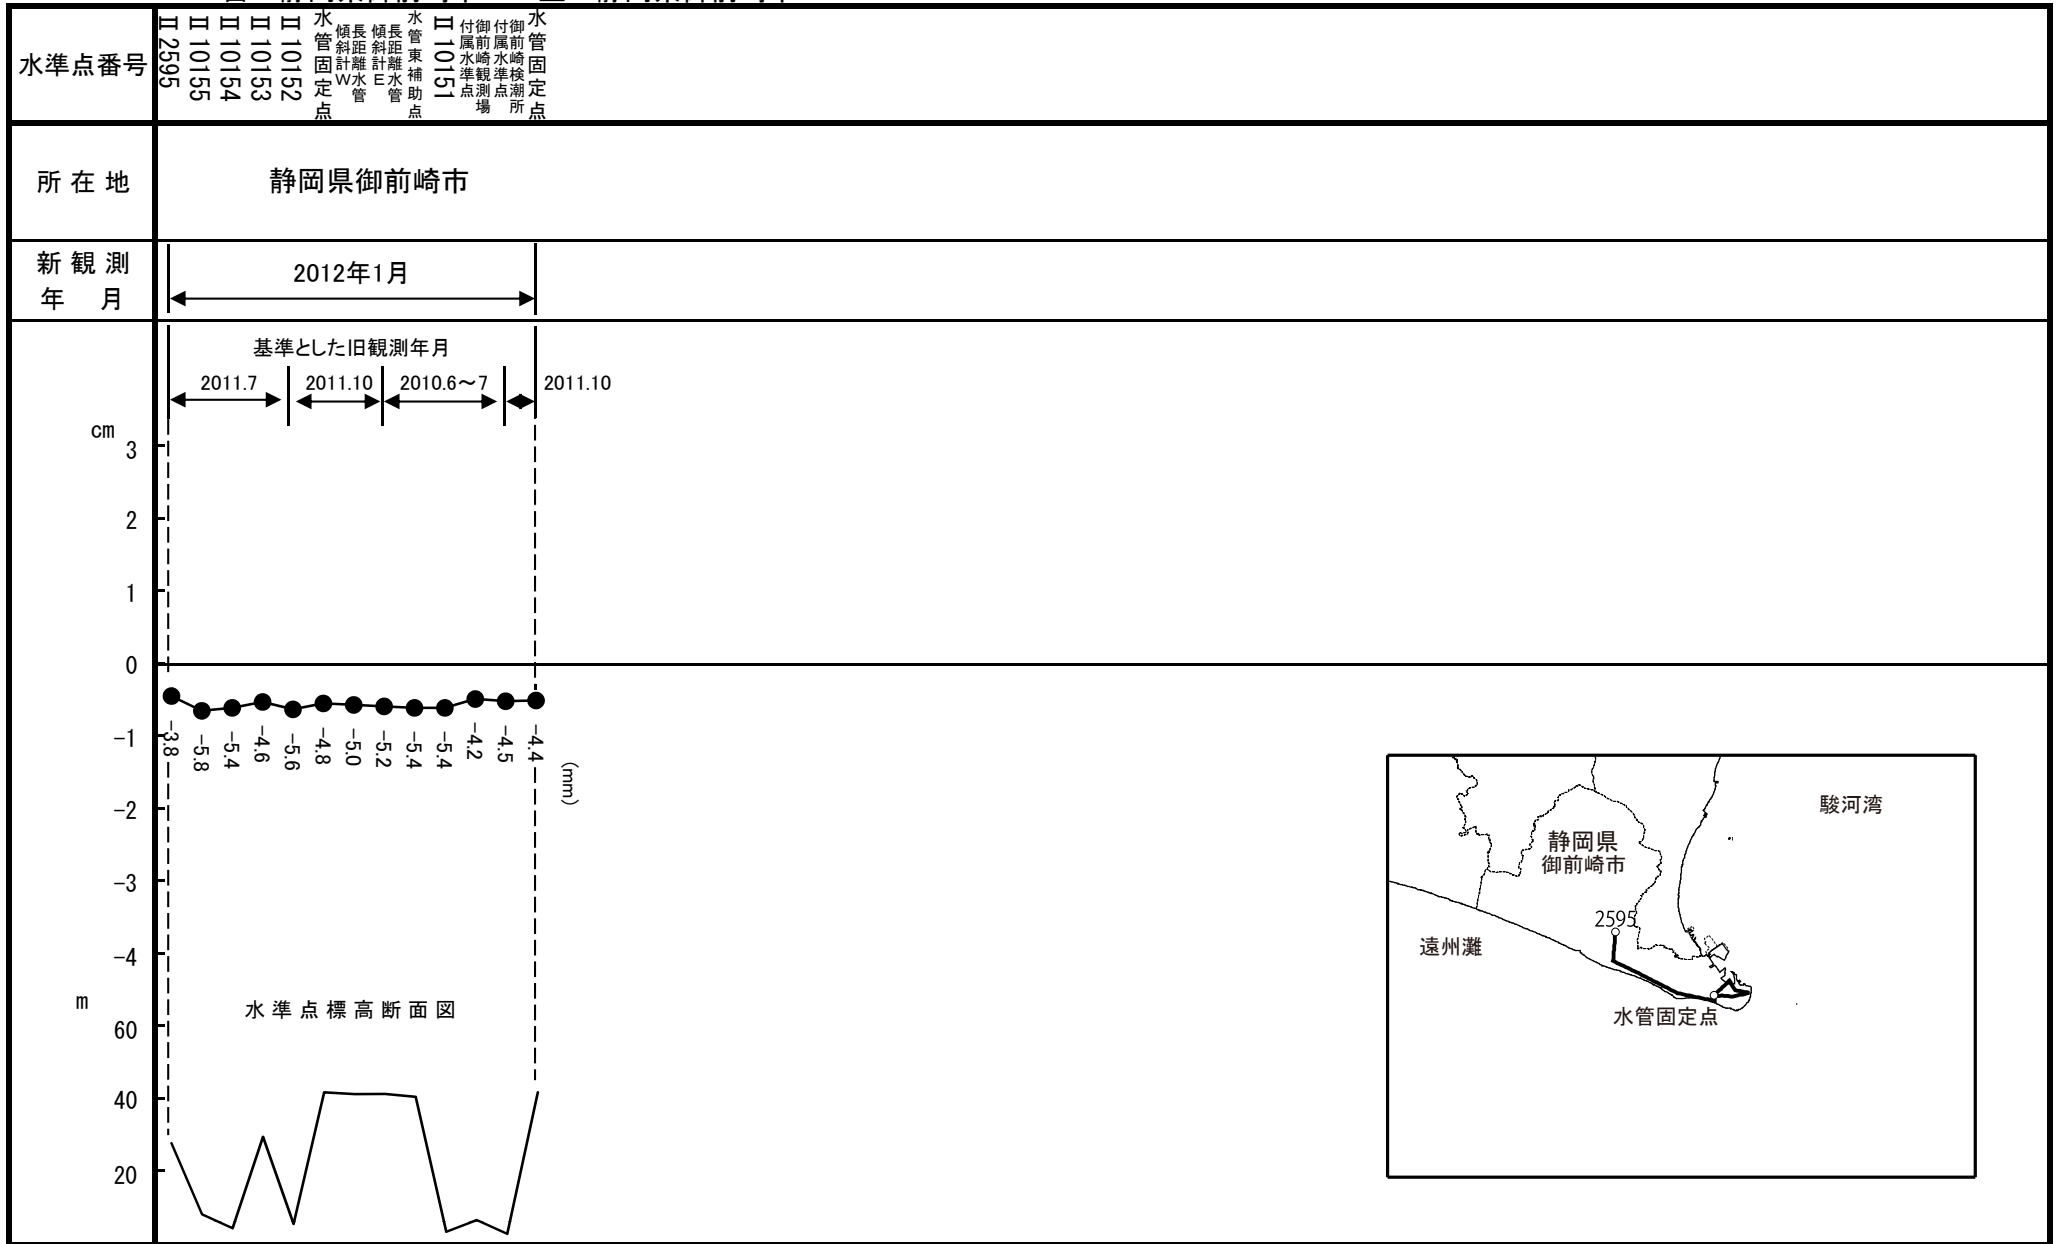 水準点番号
Ⅱ 2595
Ⅱ 10155
Ⅱ 10154
Ⅱ 10153
Ⅱ 10152
水管固定点
長距離水管
傾斜計W
長距離水管
傾斜計E
水管東補助点
Ⅱ 10151
御前崎観測場
付属水準点
御前崎検潮所
付属水準点
水管固定点
所 在 地
静岡県御前崎市
新 観 測
年 月
2012年1月
基準とした旧観測年月
2011.7
2011.10
2010.6～7
2011.10
cm
3
2
1
0
-1
-2
-3
-4
-3.8
-5.8
-5.4
-4.6
-5.6
-4.8
-5.0
-5.2
-5.4
-5.4
-4.2
-4.5
-4.4
(mm)
m
水 準 点 標 高 断 面 図
60
40
20
駿河湾
静岡県
御前崎市
2595
遠州灘
水管固定点